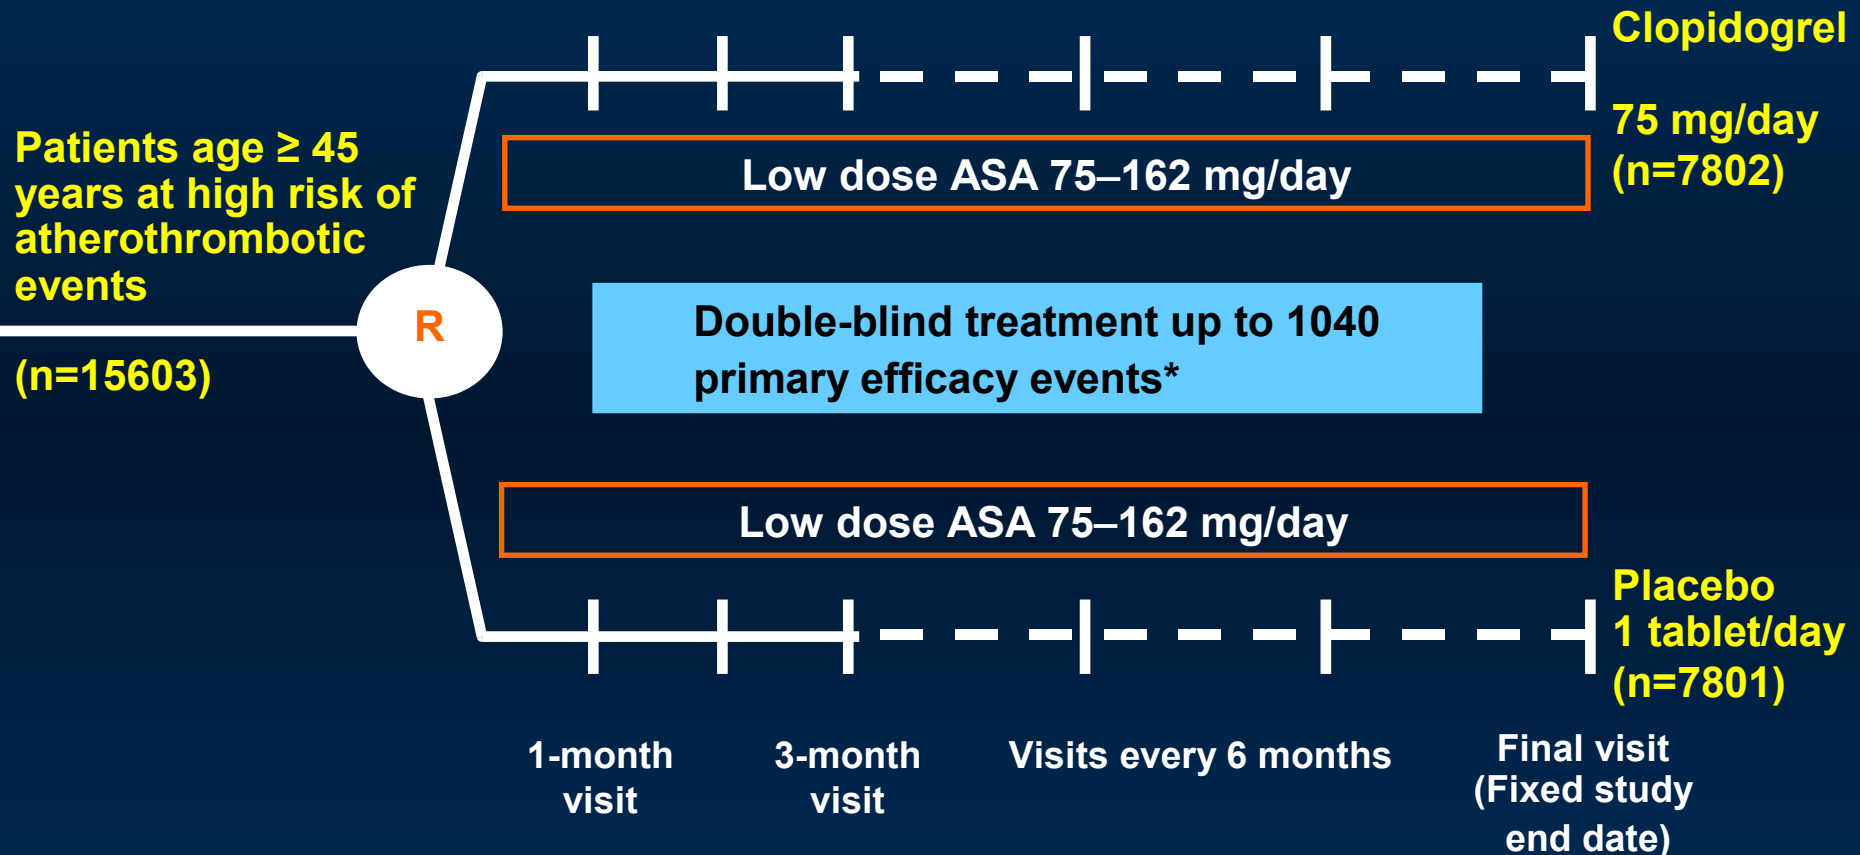 Patients age ≥ 45
years at high risk of
atherothrombotic
events
(n=15603)
R
Clopidogrel
75 mg/day
(n=7802)
Low dose ASA 75–162 mg/day
Double-blind treatment up to 1040
primary efficacy events*
Low dose ASA 75–162 mg/day
Placebo
1 tablet/day
(n=7801)
1-month
visit
3-month
visit
Visits every 6 months
Final visit
(Fixed study
end date)